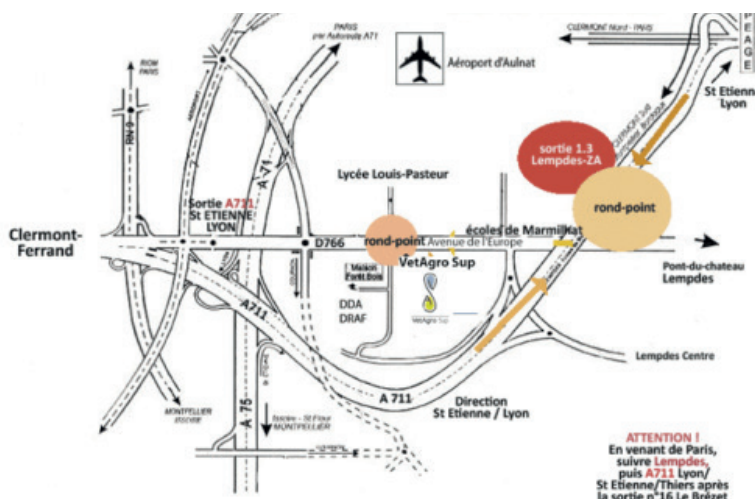 PARIS
par Autoroute A71
CLERMONT Nord - PARIS
PEAGE
RIOM
PARIS
Aéroport d'Aulnat
St Etienn
Lyon
RN 9
A 71
sortie 1.3
Lempdes-ZA
Lycée Louis-Pasteur
rond-point
Sortie A711
St ETIENNE
LYON
écoles de Marmilhat
Clermont-
Ferrand
D766
rond-point
Avenue de l'Europe
VetAgro Sup
Pont-du-chateau
Lempdes
Maison
Forêt Bois
DDA
DRAF
VetAgro Sup
A711
Lempdes Centre
A 711
Direction
St Etienne / Lyon
MONTPELLIER
ISSOIRE
A 75
Issoire - St Flour
MONTPELLIER
ATTENTION !
En venant de Paris,
suivre Lempdes,
puis A711 Lyon/
St Etienne/Thiers après
la sortie n°16 Le Brézet